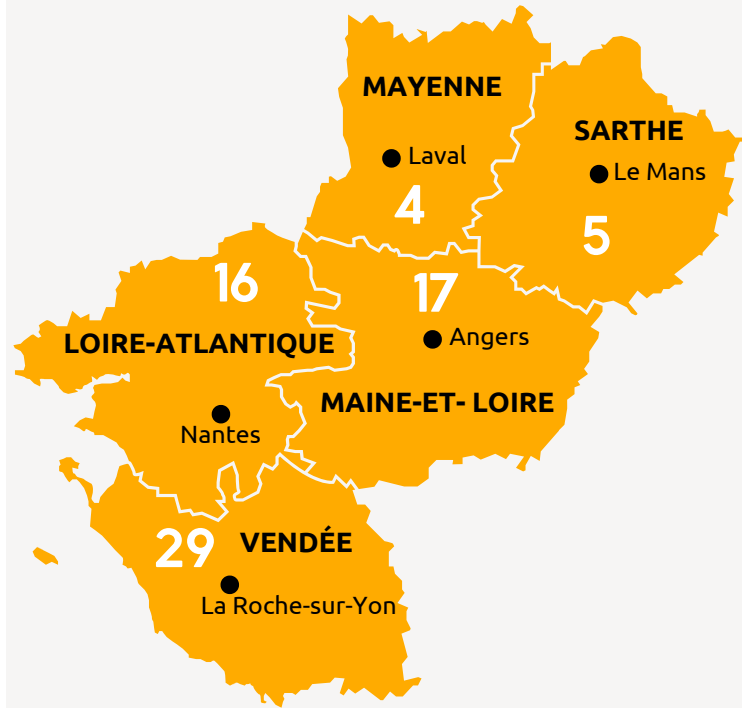 MAYENNE
Laval
4
SARTHE
Le Mans
5
16
LOIRE-ATLANTIQUE
Nantes
17
Angers
MAINE-ET- LOIRE
29
VENDÉE
La Roche-sur-Yon